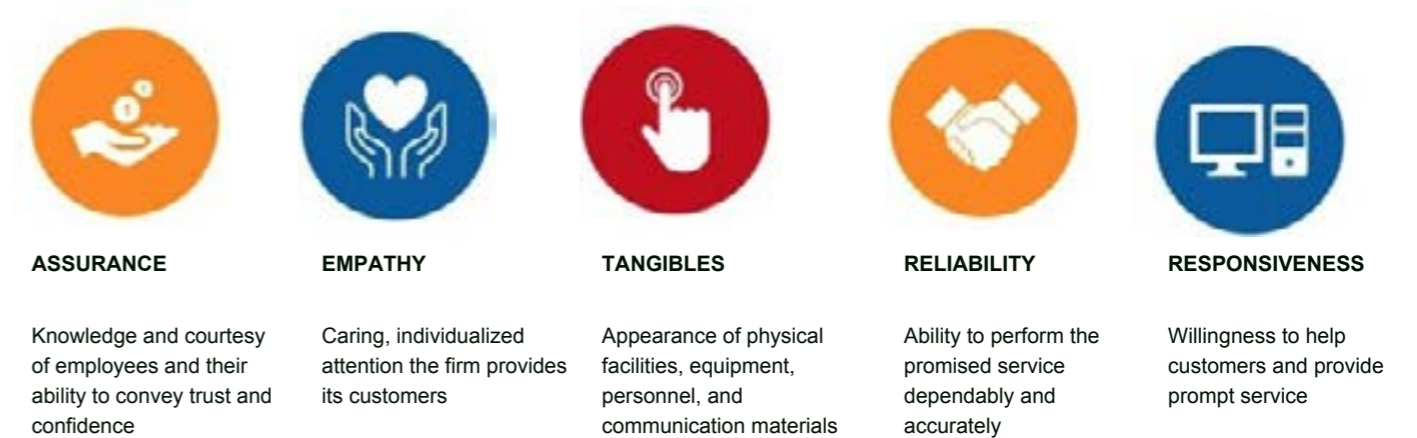 ASSURANCE
Knowledge and courtesy
of employees and their
ability to convey trust and
confidence
EMPATHY
Caring, individualized
attention the firm provides
its customers
TANGIBLES
Appearance of physical
facilities, equipment,
personnel, and
communication materials
RELIABILITY
Ability to perform the
promised service
dependably and
accurately
RESPONSIVENESS
Willingness to help
customers and provide
prompt service